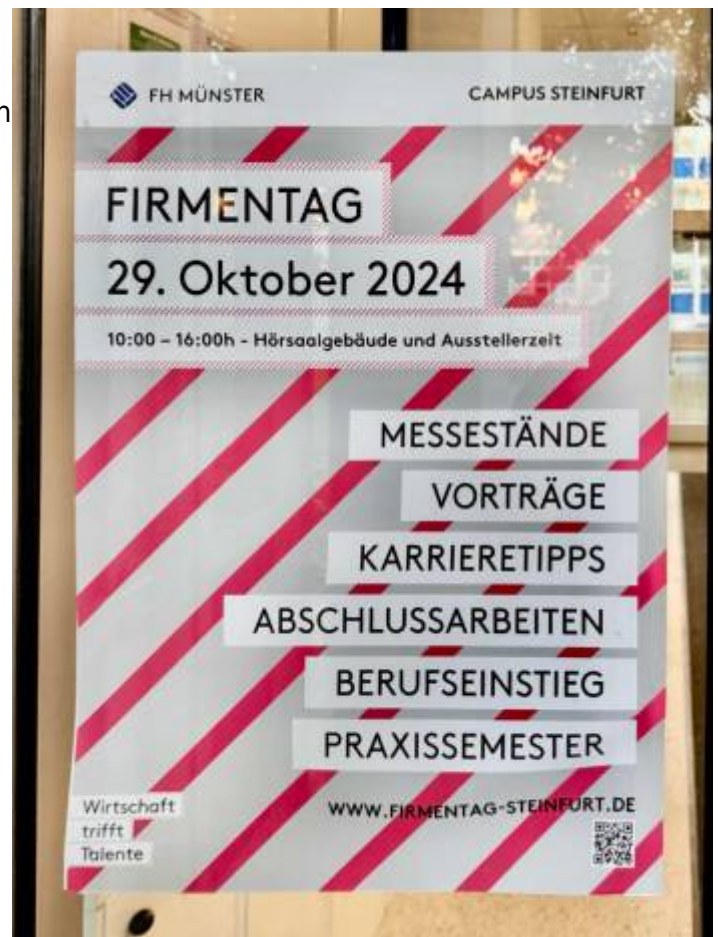 n
FH MÜNSTER
CAMPUS STEINFURT
FIRMENTAG
29. Oktober 2024
10:00 – 16:00h - Hörsaalgebäude und Ausstellerzelt
MESSESTÄNDE
VORTRÄGE
KARRIERETIPPS
ABSCHLUSSARBEITEN
BERUFSEINSTIEG
PRAXISSEMESTER
WWW.FIRMENTAG-STEINFURT.DE
Wirtschaft
trifft
Talente